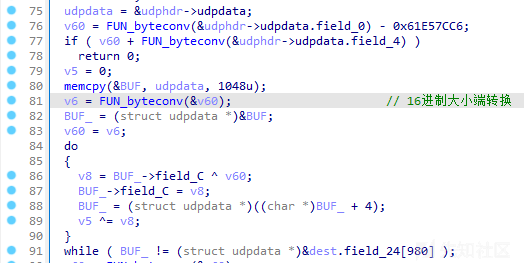 75 udpdata = &udphdr->udpdata;
76 v60 = FUN_byteconv(&udphdr->udpdata.field_0) - 0x61E57CC6;
77 if ( v60 + FUN_byteconv(&udphdr->udpdata.field_4) )
78 return 0;
79 v5 = 0;
80 memcpy(&BUF, udpdata, 1048u);
81 v6 = FUN_byteconv(&v60); // 16进制大小端转换
82 BUF_ = (struct udpdata *)&BUF;
83 v60 = v6;
84 do
85 {
86 v8 = BUF_->field_C ^ v60;
87 BUF_->field_C = v8;
88 BUF_ = (struct udpdata *)((char *)BUF_ + 4);
89 v5 ^= v8;
90 }
91 while ( BUF_ != (struct udpdata *)&dest.field_24[980] );